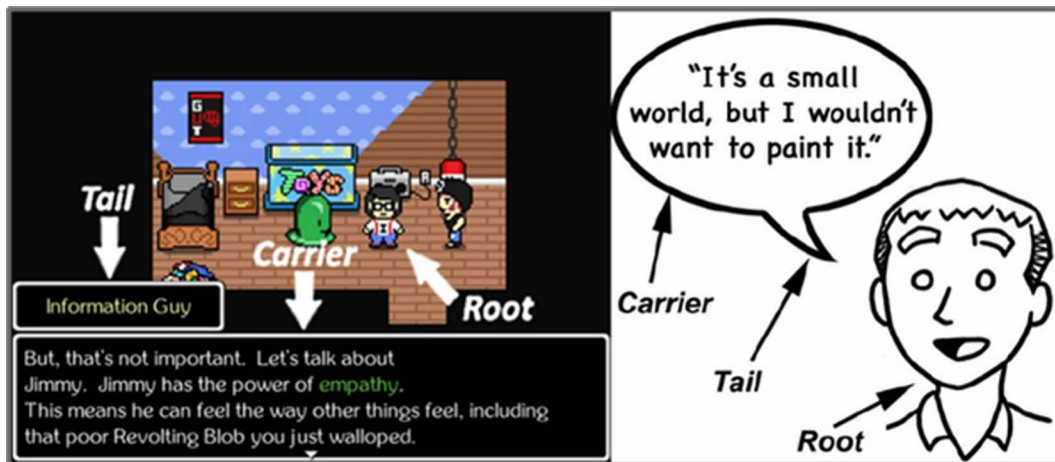 GUT
Toys
Tail
Carrier
Root
Information Guy
But, that's not important. Let's talk about
Jimmy. Jimmy has the power of empathy.
This means he can feel the way other things feel, including
that poor Revolting Blob you just walloped.
"It's a small
world, but I wouldn't
want to paint it."
Carrier
Tail
Root